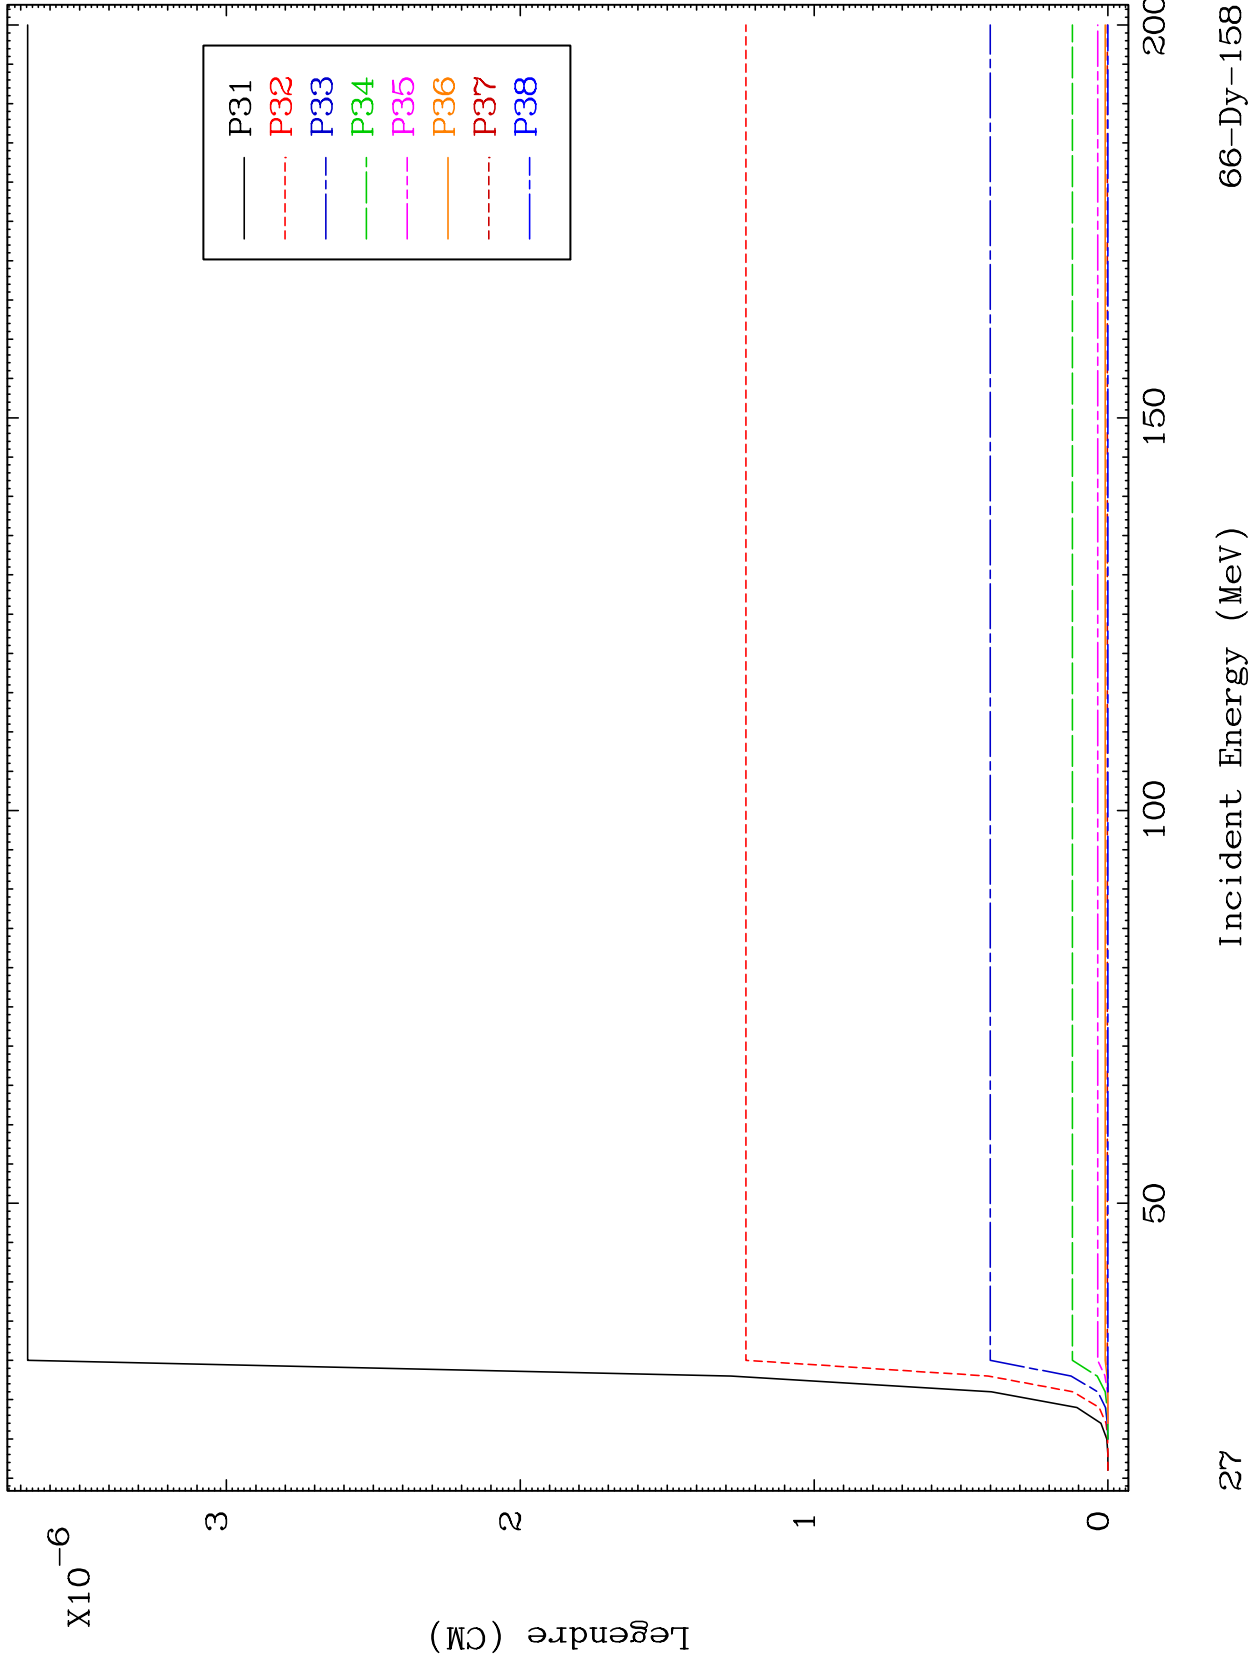 X10^-6
3
2
1
0
Legendre (CM)
P31
P32
P33
P34
P35
P36
P37
P38
50
100
150
200
Incident Energy (MeV)
27
66-Dy-158